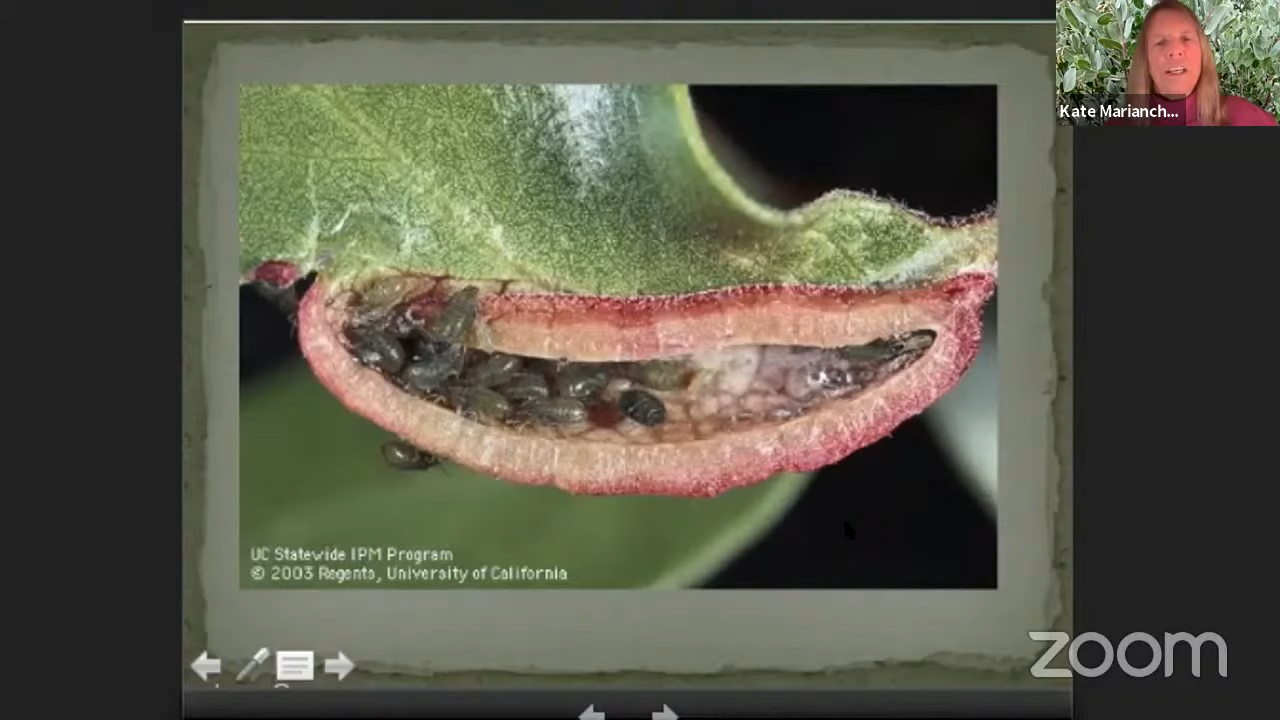 Kate Marianch...
UC Statewide IPM Program
© 2003 Regents, University of California
zoom